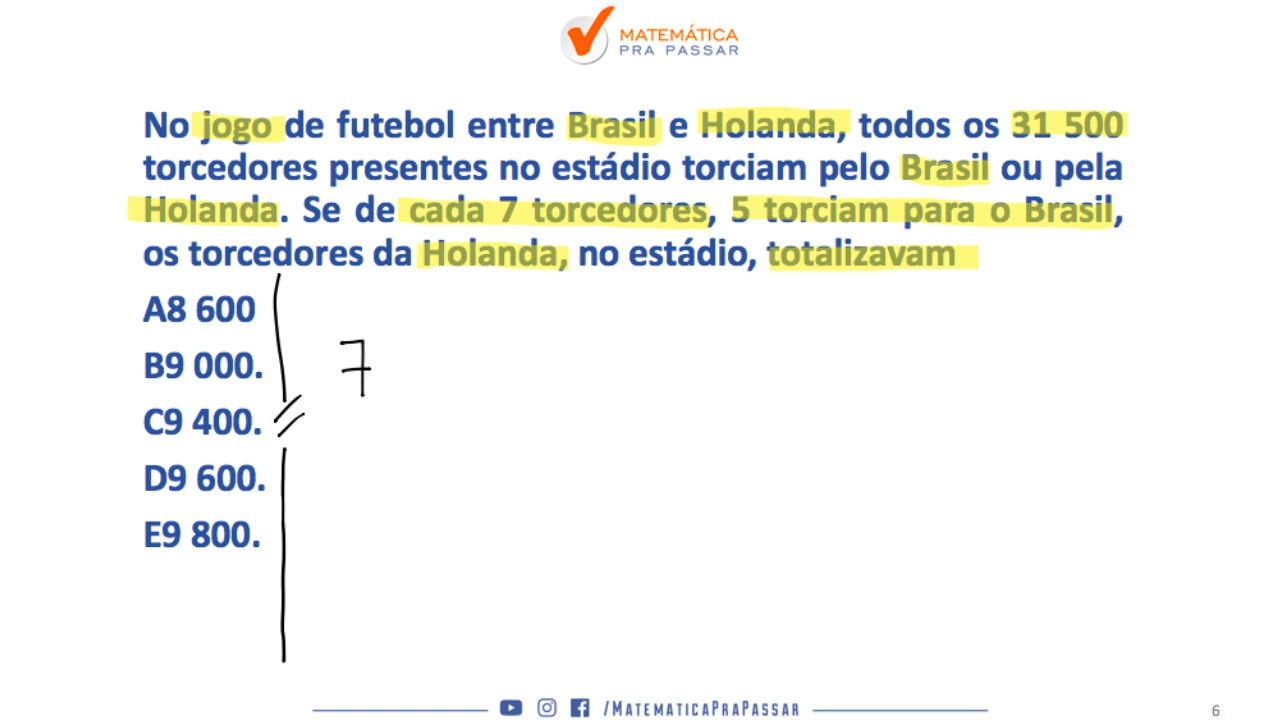 MATEMÁTICA
PRA PASSAR
No jogo de futebol entre Brasil e Holanda, todos os 31 500
torcedores presentes no estádio torciam pelo Brasil ou pela
Holanda. Se de cada 7 torcedores, 5 torciam para o Brasil,
os torcedores da Holanda, no estádio, totalizavam
A8 600
B9 000.
7
C9 400.
D9 600.
E9 800.
/MATEMATICAPRAPASSAR
6